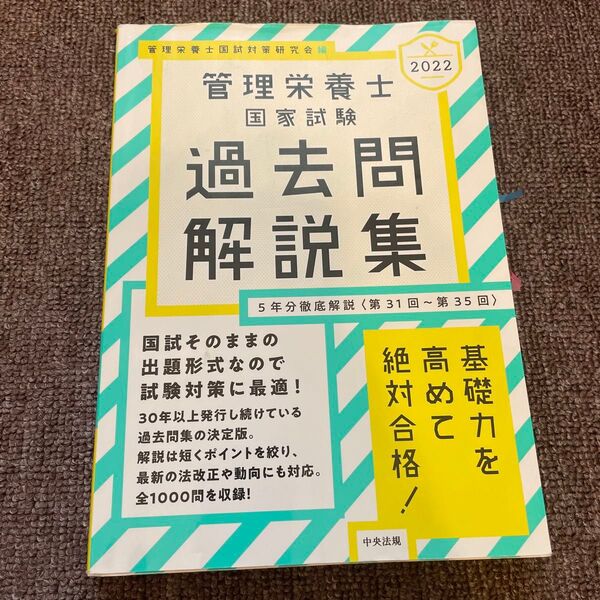 管理栄養士国試対策研究会 編
2022
管理栄養士
国家試験
過去問
解説集
5年分徹底解説〈第31回〜第35回〉
国試そのままの
出題形式なので
試験対策に最適！
30年以上発行し続けている
過去問集の決定版。
解説は短くポイントを絞り、
最新の法改正や動向にも対応。
全1000問を収録！
基礎力を
高めて
絶対合格！
中央法規